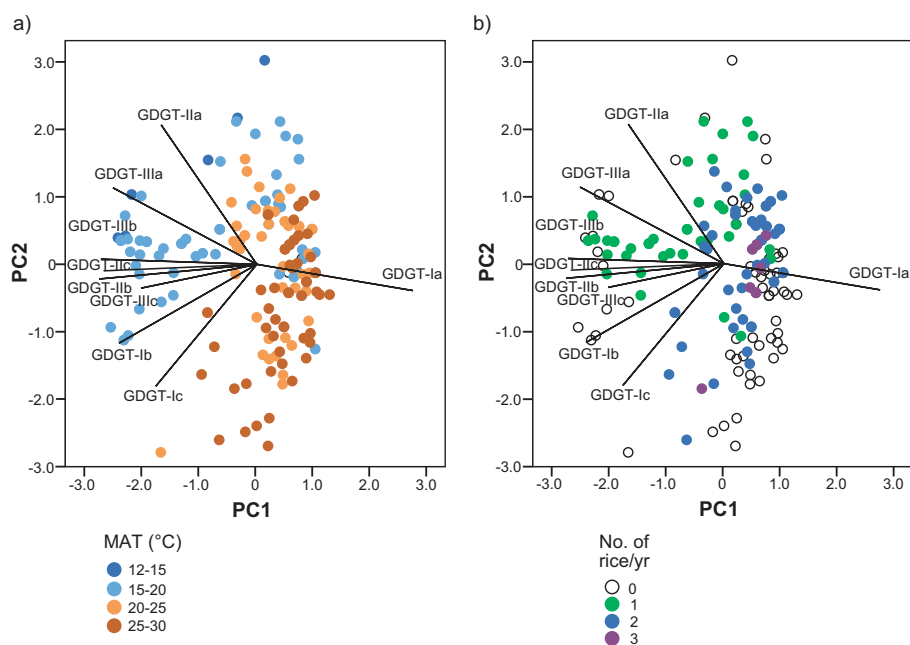 a)
3.0
2.0
1.0
0
-1.0
-2.0
-3.0
PC2
GDGT-IIa
GDGT-IIIa
GDGT-IIIb
GDGT-IIc
GDGT-IIb
GDGT-IIIc
GDGT-Ib
GDGT-Ic
GDGT-Ia
-3.0 -2.0 -1.0 0 1.0 2.0 3.0
PC1
MAT (°C)
12-15
15-20
20-25
25-30
b)
3.0
2.0
1.0
0
-1.0
-2.0
-3.0
PC2
GDGT-IIa
GDGT-IIIa
GDGT-IIIb
GDGT-IIc
GDGT-IIb
GDGT-IIIc
GDGT-Ib
GDGT-Ic
GDGT-Ia
-3.0 -2.0 -1.0 0 1.0 2.0 3.0
PC1
No. of
rice/yr
0
1
2
3